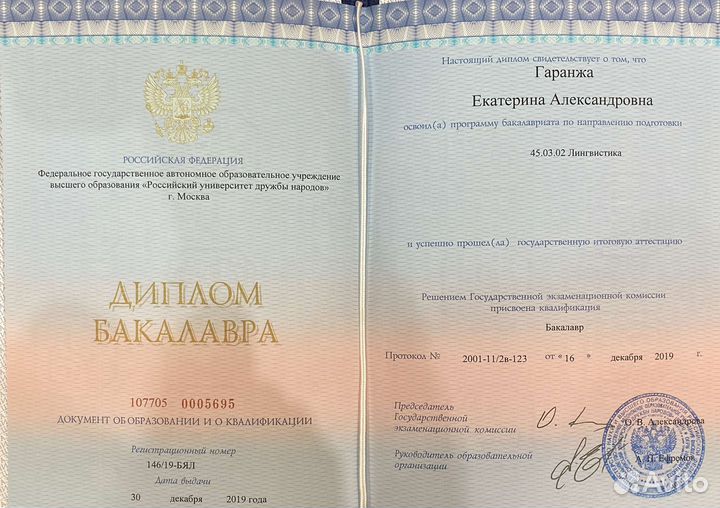 РОССИЙСКАЯ ФЕДЕРАЦИЯ
Федеральное государственное автономное образовательное учреждение
высшего образования «Российский университет дружбы народов»
г. Москва
ДИПЛОМ
БАКАЛАВРА
107705 0005695
ДОКУМЕНТ ОБ ОБРАЗОВАНИИ И О КВАЛИФИКАЦИИ
Регистрационный номер
146/19-БЯЛ
Дата выдачи
30 декабря 2019 года
Настоящий диплом свидетельствует о том, что
Гаранжа
Екатерина Александровна
освоил(а) программу бакалавриата по направлению подготовки
45.03.02 Лингвистика
и успешно прошел(ла) государственную итоговую аттестацию
Решением Государственной экзаменационной комиссии
присвоена квалификация
Бакалавр
Протокол № 2001-11/2в-123 от «16» декабря 2019 г.
Председатель
Государственной
экзаменационной комиссии
О. В. Александрова
Руководитель образовательной
организации
А. П. Ефремов
Avito